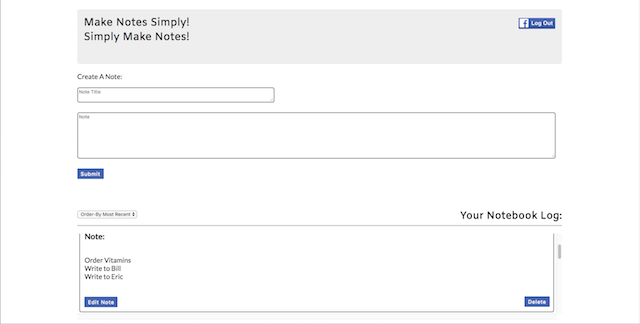 Make Notes Simply!
Simply Make Notes!
f Log Out
Create A Note:
Note Title
Note
Submit
Order-By Most Recent
Your Notebook Log:
Note:
Order Vitamins
Write to Bill
Write to Eric
Edit Note
Delete